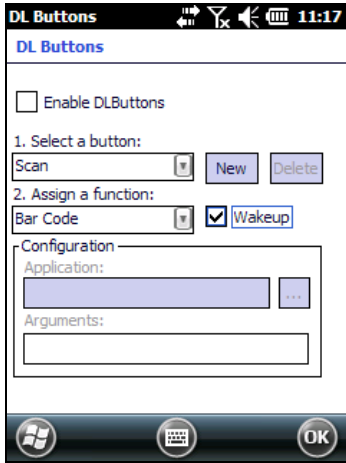 DL Buttons 11:17
DL Buttons
Enable DLButtons
1. Select a button:
Scan New Delete
2. Assign a function:
Bar Code Wakeup
Configuration
Application:
...
Arguments:
OK